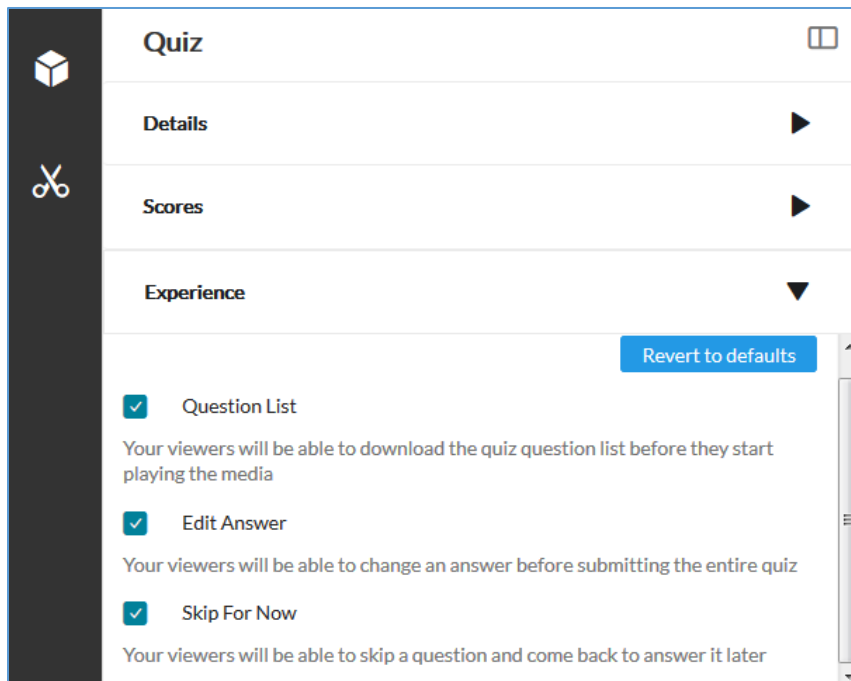 Quiz
Details
Scores
Experience
Revert to defaults
Question List
Your viewers will be able to download the quiz question list before they start
playing the media
Edit Answer
Your viewers will be able to change an answer before submitting the entire quiz
Skip For Now
Your viewers will be able to skip a question and come back to answer it later